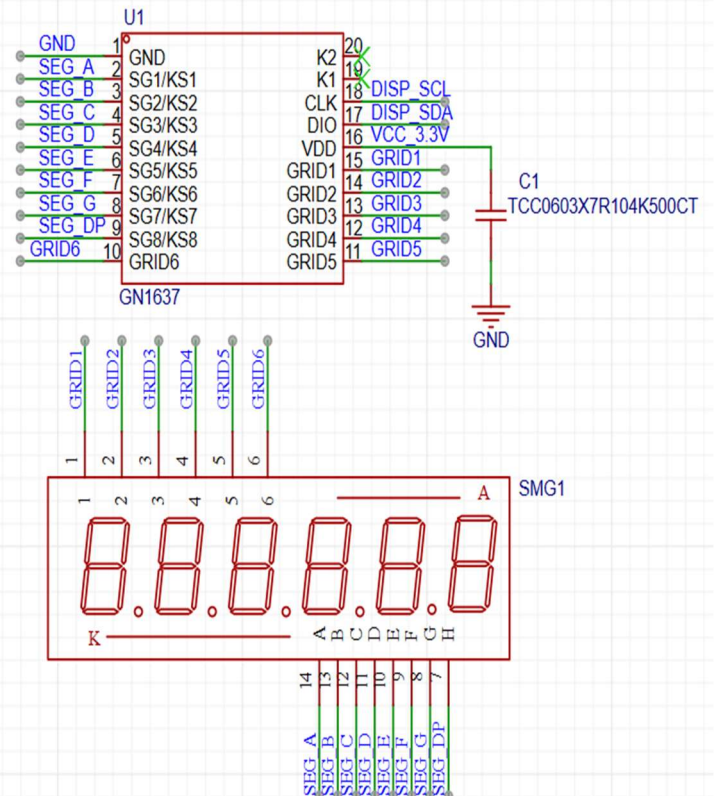 U1
GND 1 GND
SEG_A 2 SG1/KS1
SEG_B 3 SG2/KS2
SEG_C 4 SG3/KS3
SEG_D 5 SG4/KS4
SEG_E 6 SG5/KS5
SEG_F 7 SG6/KS6
SEG_G 8 SG7/KS7
SEG_DP 9 SG8/KS8
GRID6 10 GRID6
K2 20
K1 19
CLK 18 DISP_SCL
DIO 17 DISP_SDA
VDD 16 VCC_3.3V
GRID1 15 GRID1
GRID2 14 GRID2
GRID3 13 GRID3
GRID4 12 GRID4
GRID5 11 GRID5
GN1637
C1
TCC0603X7R104K500CT
GND
GRID1 GRID2 GRID3 GRID4 GRID5 GRID6
1 2 3 4 5 6
1 2 3 4 5 6
A
SMG1
K
A B C D E F G H
14 13 12 11 10 9 8 7
SEG_A SEG_B SEG_C SEG_D SEG_E SEG_F SEG_G SEG_DP